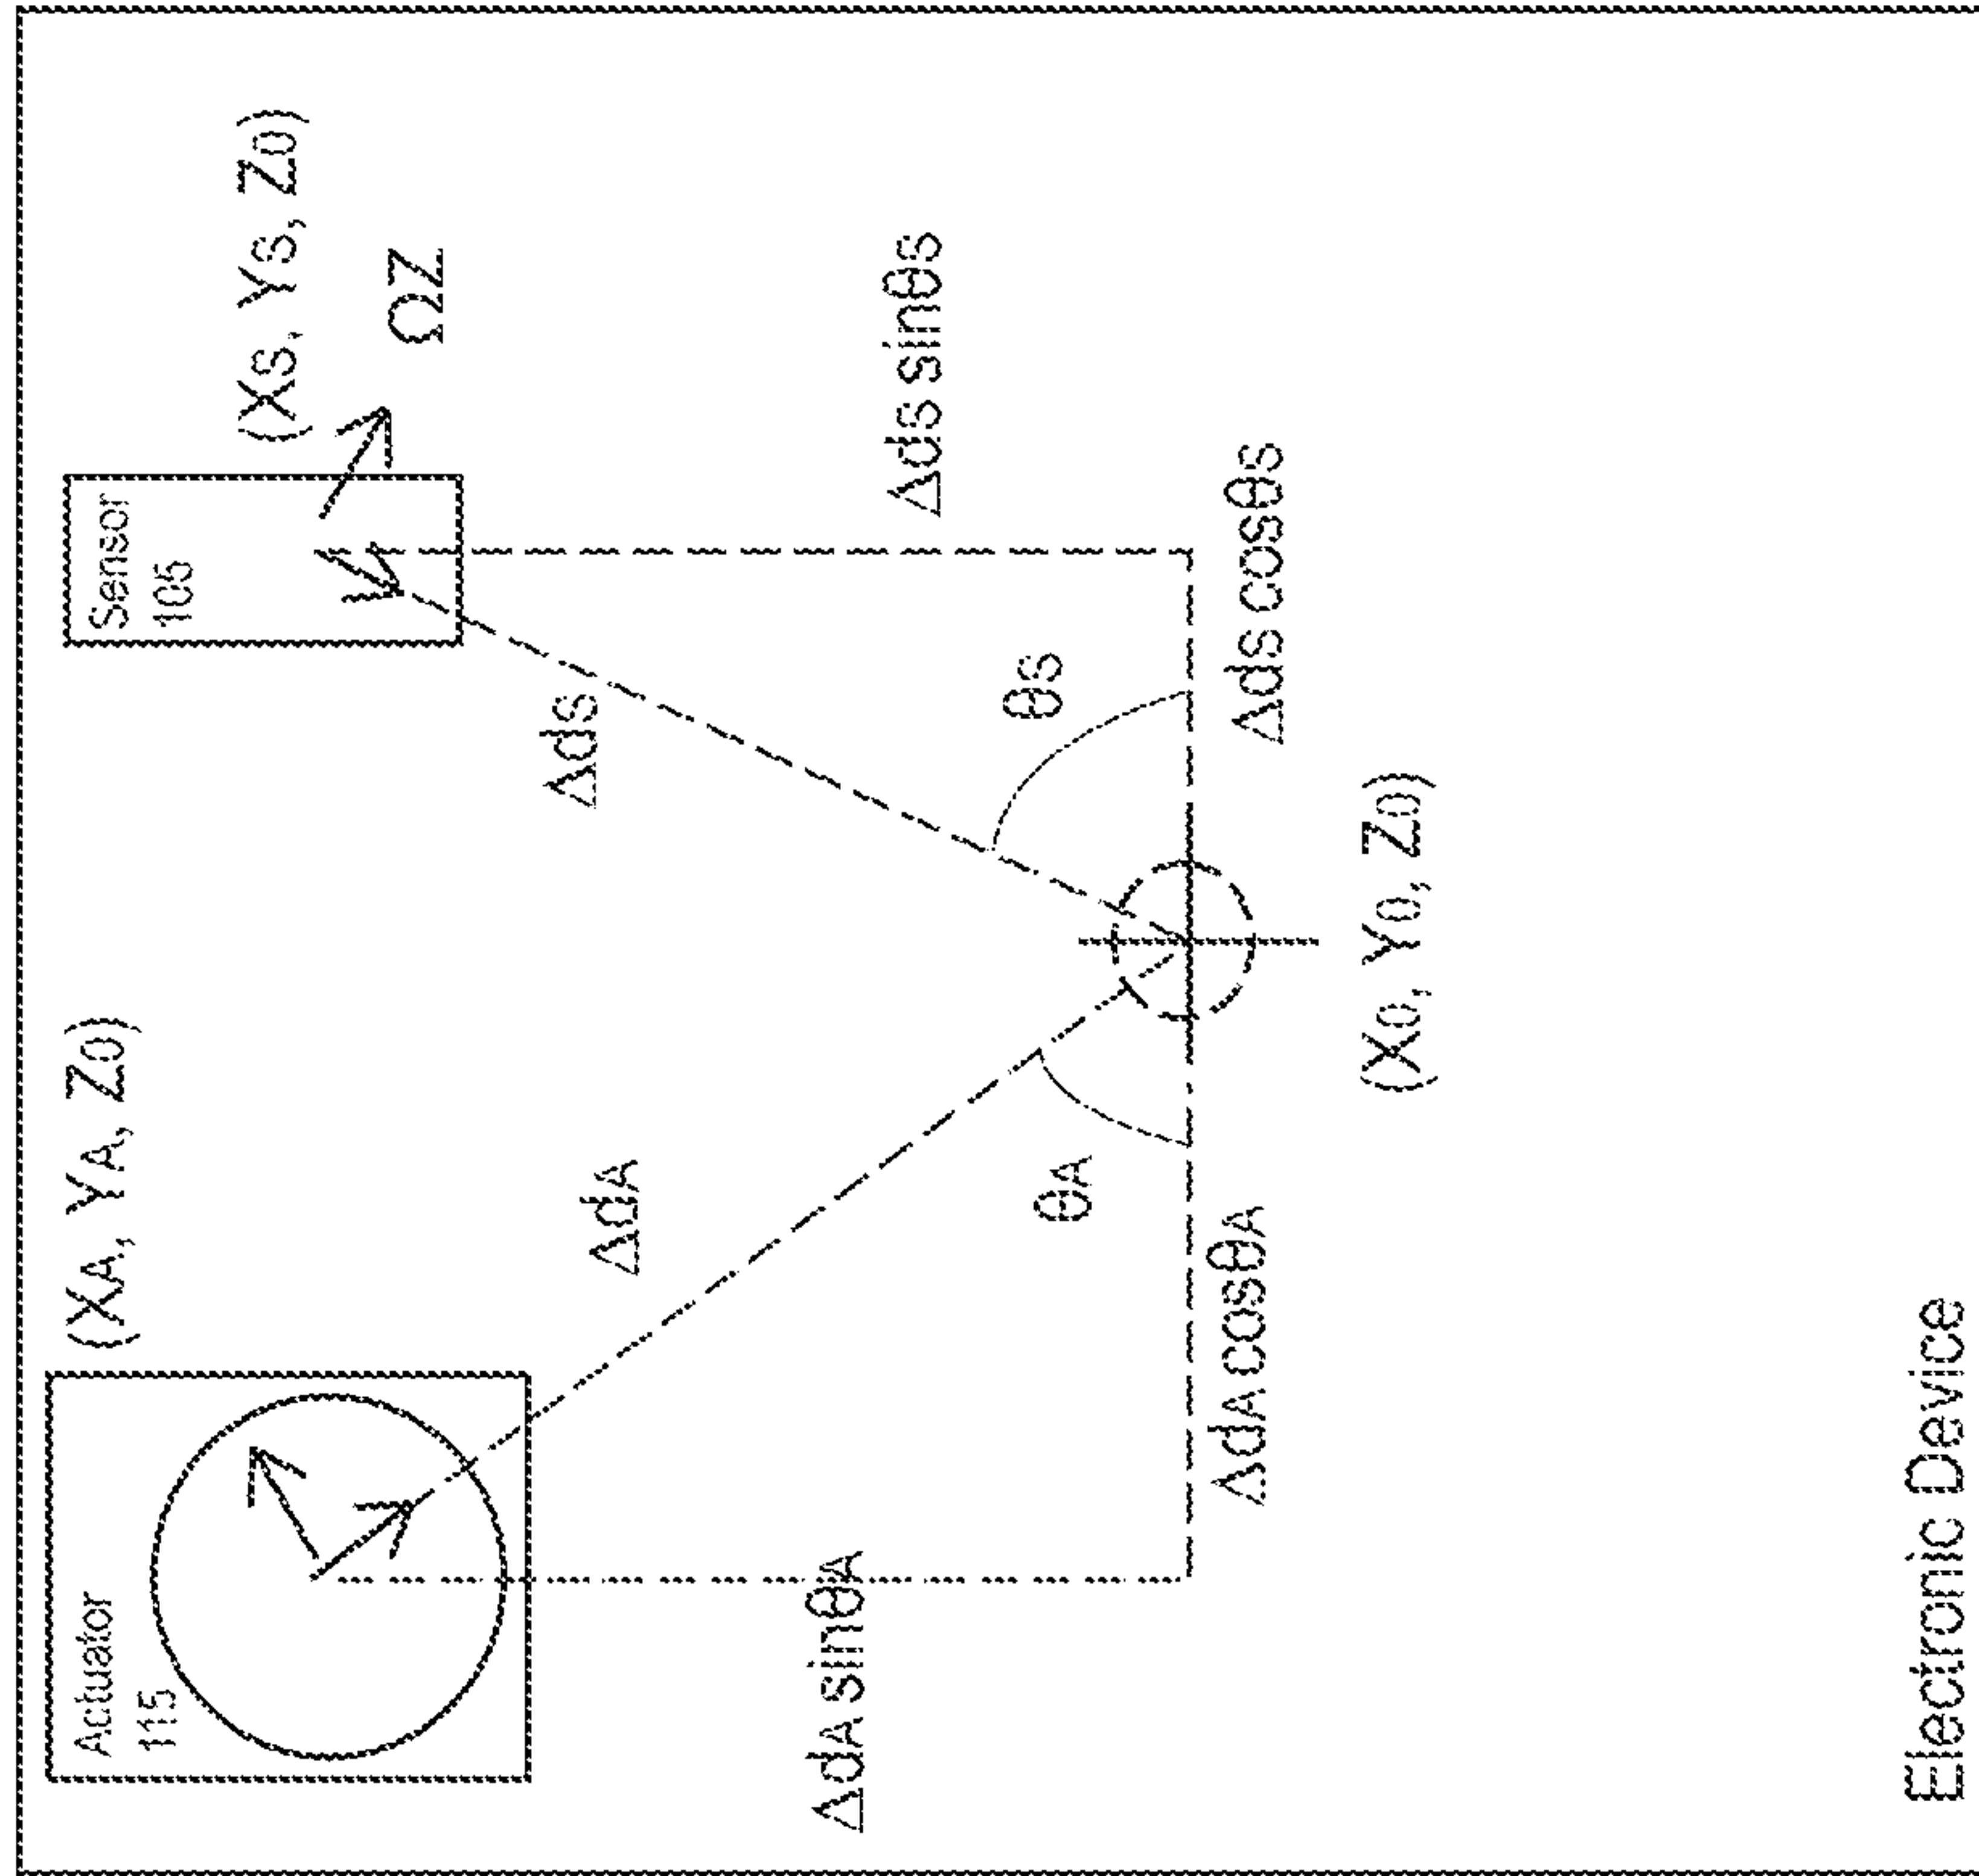 Actuator
115
(XA, YA, Z0)
Sensor
105
(XS, YS, Z0)
ΩZ
ΔdA
Δds
ΔdA sinθA
Δds sinθs
θA
θs
ΔdA cosθA
Δds cosθs
(X0, Y0, Z0)
Electronic Device